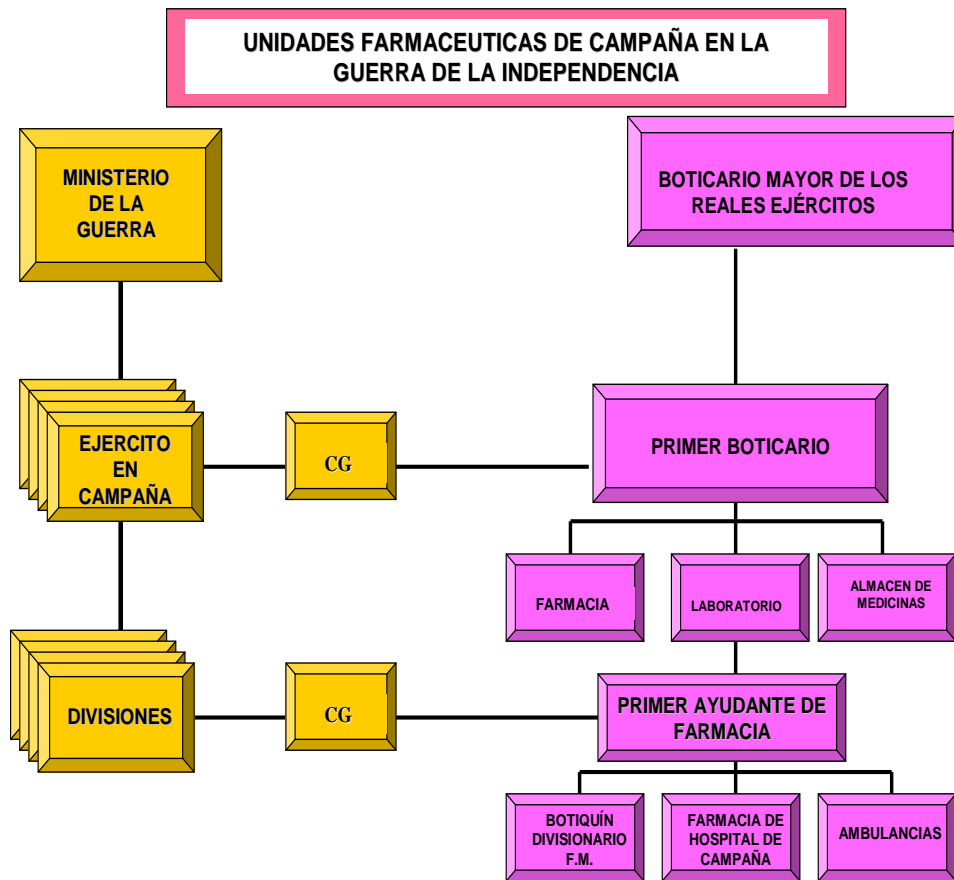 UNIDADES FARMACEUTICAS DE CAMPAÑA EN LA
GUERRA DE LA INDEPENDENCIA
MINISTERIO
DE LA
GUERRA
BOTICARIO MAYOR DE LOS
REALES EJÉRCITOS
EJERCITO
EN
CAMPAÑA
CG
PRIMER BOTICARIO
FARMACIA
LABORATORIO
ALMACEN DE
MEDICINAS
DIVISIONES
CG
PRIMER AYUDANTE DE
FARMACIA
BOTIQUÍN
DIVISIONARIO
F.M.
FARMACIA DE
HOSPITAL DE
CAMPAÑA
AMBULANCIAS